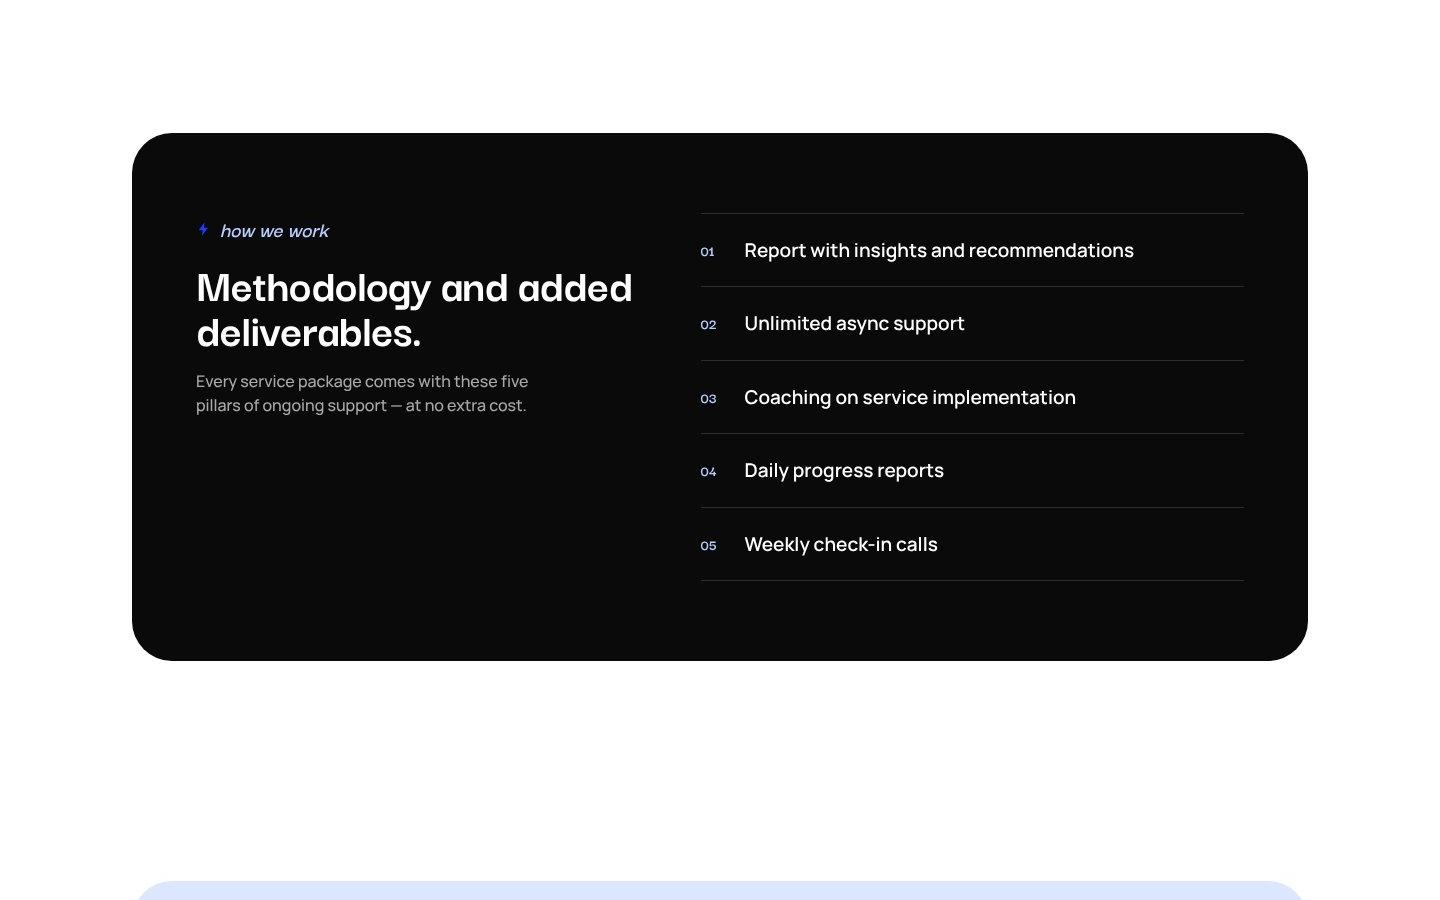 how we work
Methodology and added
deliverables.
Every service package comes with these five
pillars of ongoing support — at no extra cost.
01 Report with insights and recommendations
02 Unlimited async support
03 Coaching on service implementation
04 Daily progress reports
05 Weekly check-in calls